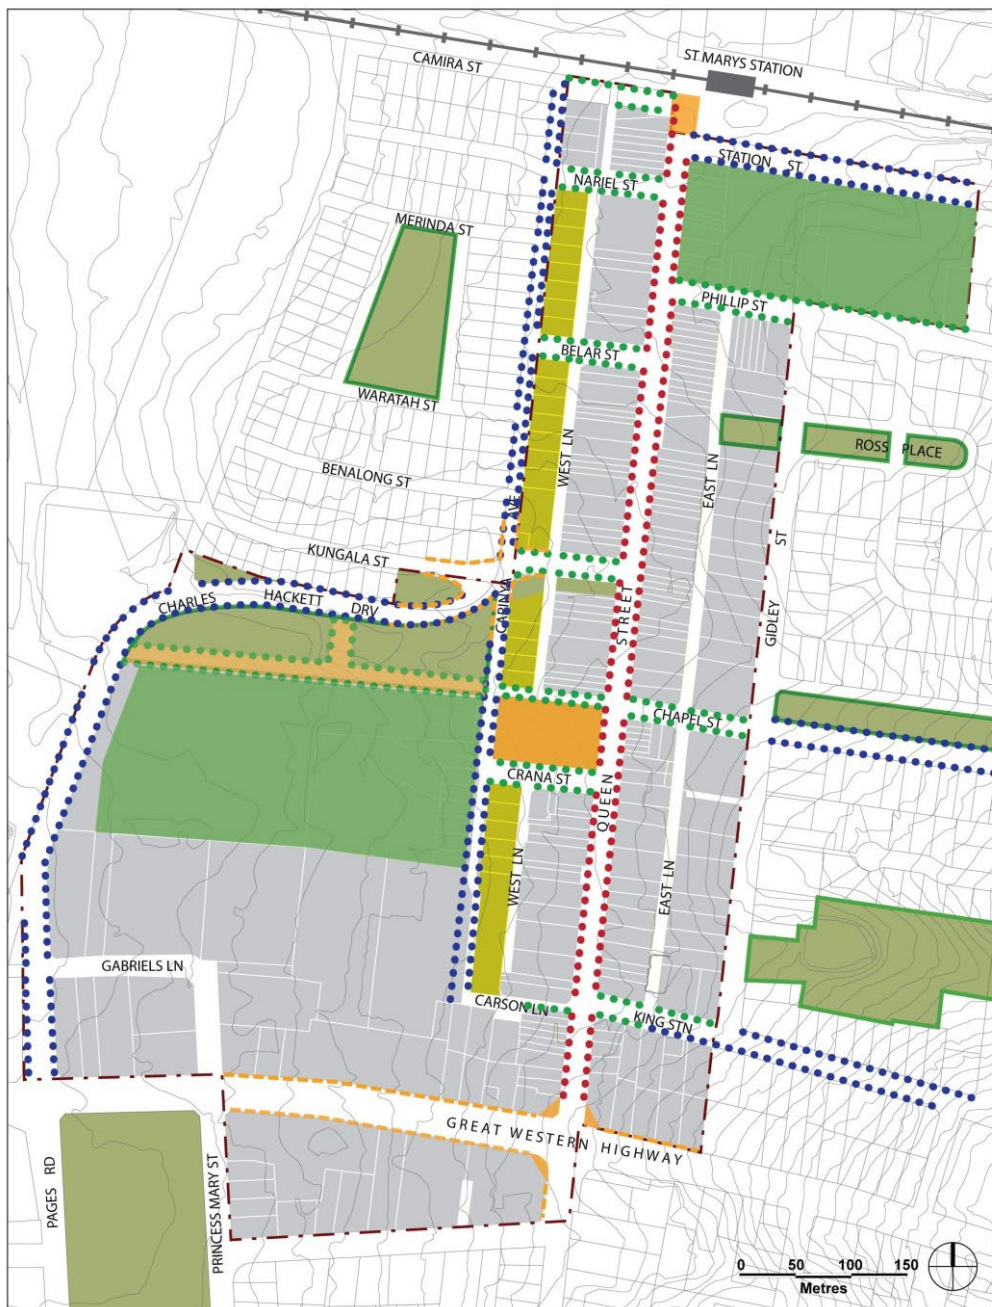 ST MARYS STATION
CAMIRA ST
STATION ST
NARIEL ST
MERINDA ST
PHILLIP ST
BELAR ST
WARATAH ST
ROSS PLACE
WEST LN
EAST LN
BENALONG ST
AVE
KUNGALA ST
GIDLEY ST
CHARLES HACKETT DRV
CARINYA
STREET
CHAPEL ST
CRANA ST
QUEEN
WEST LN
EAST LN
GABRIELS LN
CARSON LN
KING STN
GREAT WESTERN HIGHWAY
PAGES RD
PRINCESS MARY ST
0 50 100 150
Metres